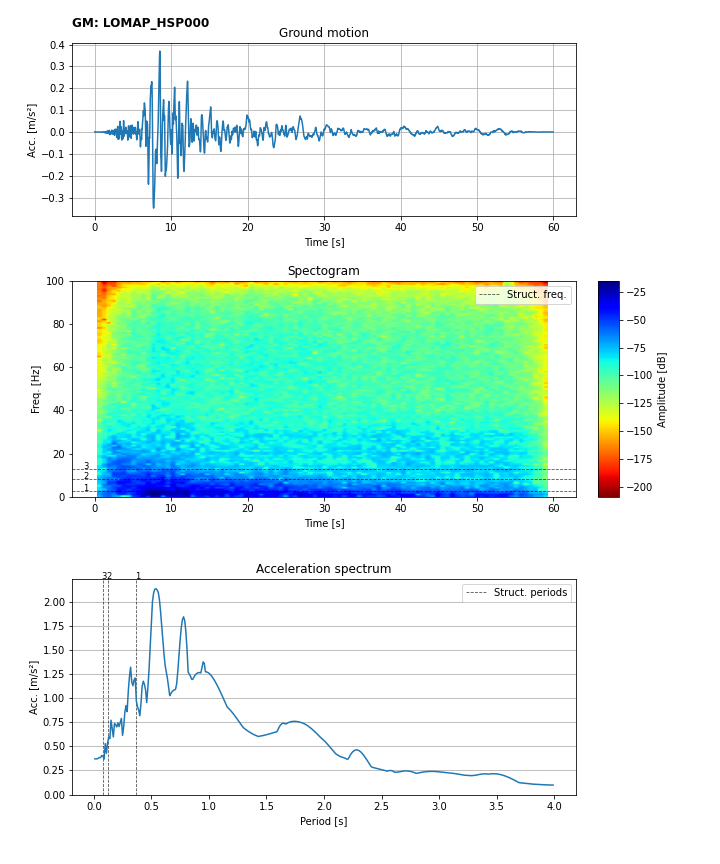 GM: LOMAP_HSP000
Ground motion
0.4
0.3
0.2
0.1
0.0
−0.1
−0.2
−0.3
Acc. [m/s²]
0 10 20 30 40 50 60
Time [s]
Spectogram
100
80
60
40
20
0
Freq. [Hz]
Struct. freq.
3
2
1
0 10 20 30 40 50 60
Time [s]
−25
−50
−75
−100
−125
−150
−175
−200
Amplitude [dB]
Acceleration spectrum
3 2 1
Struct. periods
2.00
1.75
1.50
1.25
1.00
0.75
0.50
0.25
0.00
Acc. [m/s²]
0.0 0.5 1.0 1.5 2.0 2.5 3.0 3.5 4.0
Period [s]